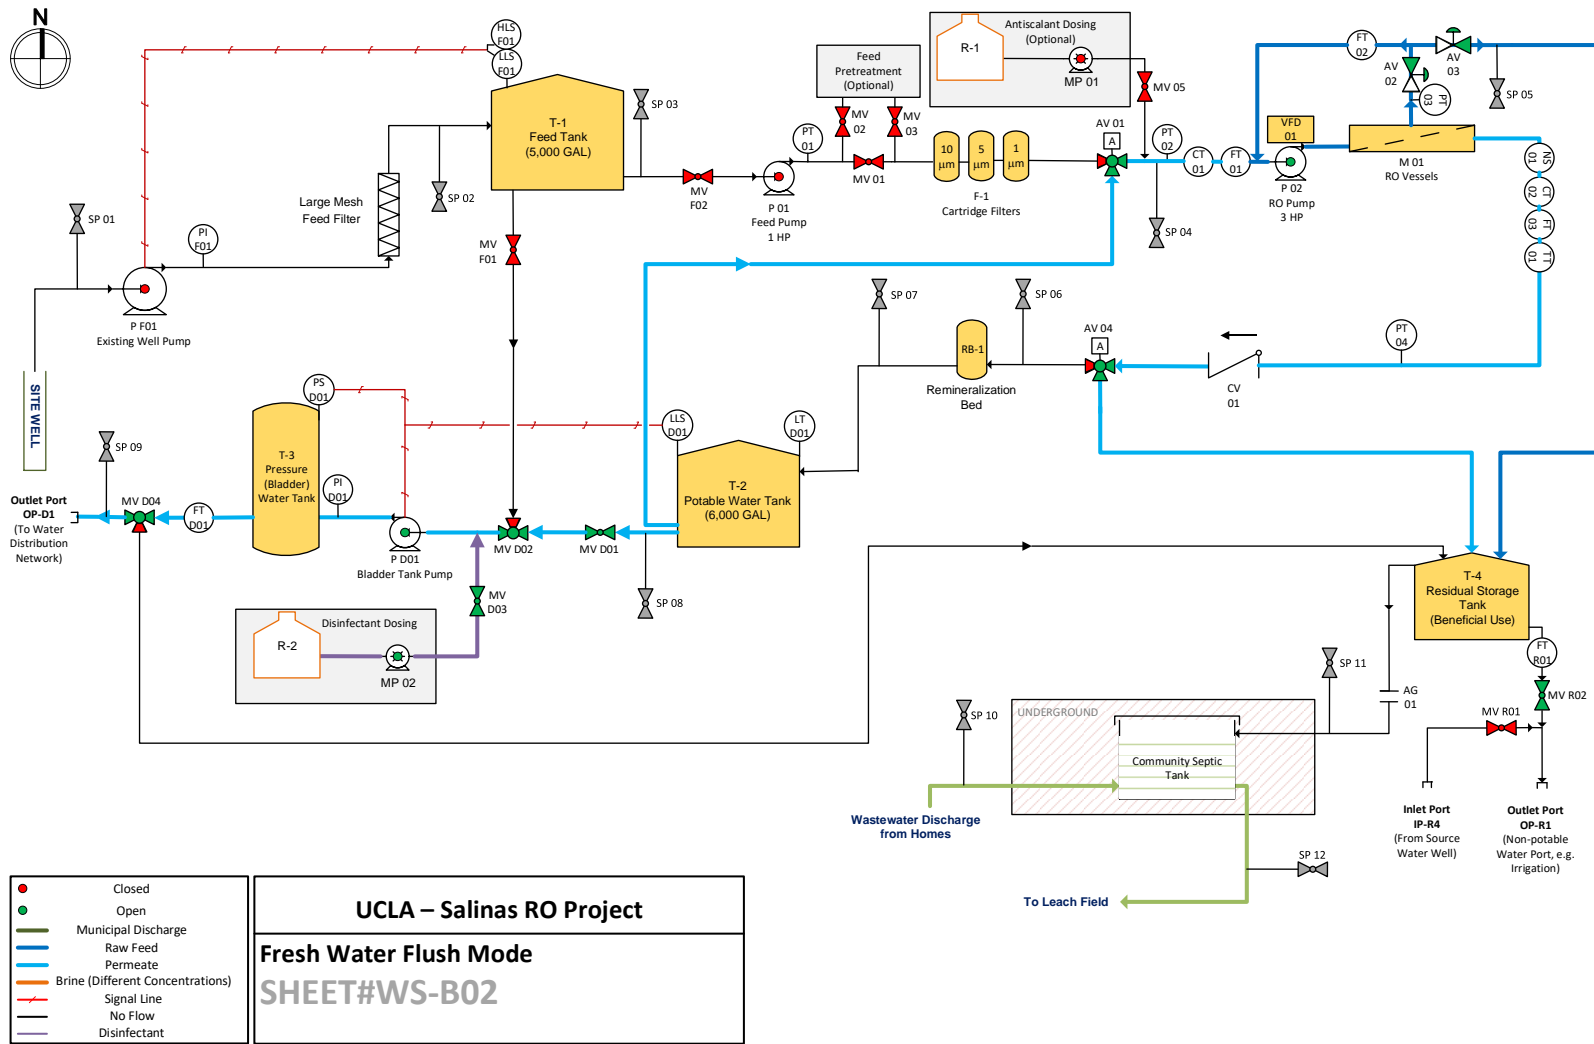 N
HLS
F01
LLS
F01
SP 03
T-1
Feed Tank
(5,000 GAL)
SP 02
Large Mesh
Feed Filter
SP 01
PI
F01
P F01
Existing Well Pump
SITE WELL
MV
F01
MV
F02
PT
01
P 01
Feed Pump
1 HP
Feed
Pretreatment
(Optional)
MV
02
MV
03
MV 01
R-1
Antiscalant Dosing
(Optional)
MP 01
MV 05
10
µm
5
µm
1
µm
F-1
Cartridge Filters
AV 01
A
PT
02
CT
01
FT
01
SP 04
VFD
01
P 02
RO Pump
3 HP
FT
02
AV
02
AV
03
PT
03
SP 05
M 01
RO Vessels
NS
01
CT
02
FT
03
TT
01
PT
04
CV
01
AV 04
A
SP 06
SP 07
RB-1
Remineralization
Bed
PS
D01
T-3
Pressure
(Bladder)
Water Tank
SP 09
Outlet Port
OP-D1
(To Water
Distribution
Network)
MV D04
FT
D01
PI
D01
P D01
Bladder Tank Pump
MV D02
MV D01
LLS
D01
LT
D01
T-2
Potable Water Tank
(6,000 GAL)
SP 08
MV
D03
Disinfectant Dosing
R-2
MP 02
T-4
Residual Storage
Tank
(Beneficial Use)
FT
R01
MV R02
MV R01
AG
01
SP 11
SP 10
UNDERGROUND
Community Septic
Tank
Wastewater Discharge
from Homes
SP 12
To Leach Field
Inlet Port
IP-R4
(From Source
Water Well)
Outlet Port
OP-R1
(Non-potable
Water Port, e.g.
Irrigation)
Closed
Open
Municipal Discharge
Raw Feed
Permeate
Brine (Different Concentrations)
Signal Line
No Flow
Disinfectant
UCLA – Salinas RO Project
Fresh Water Flush Mode
SHEET#WS-B02